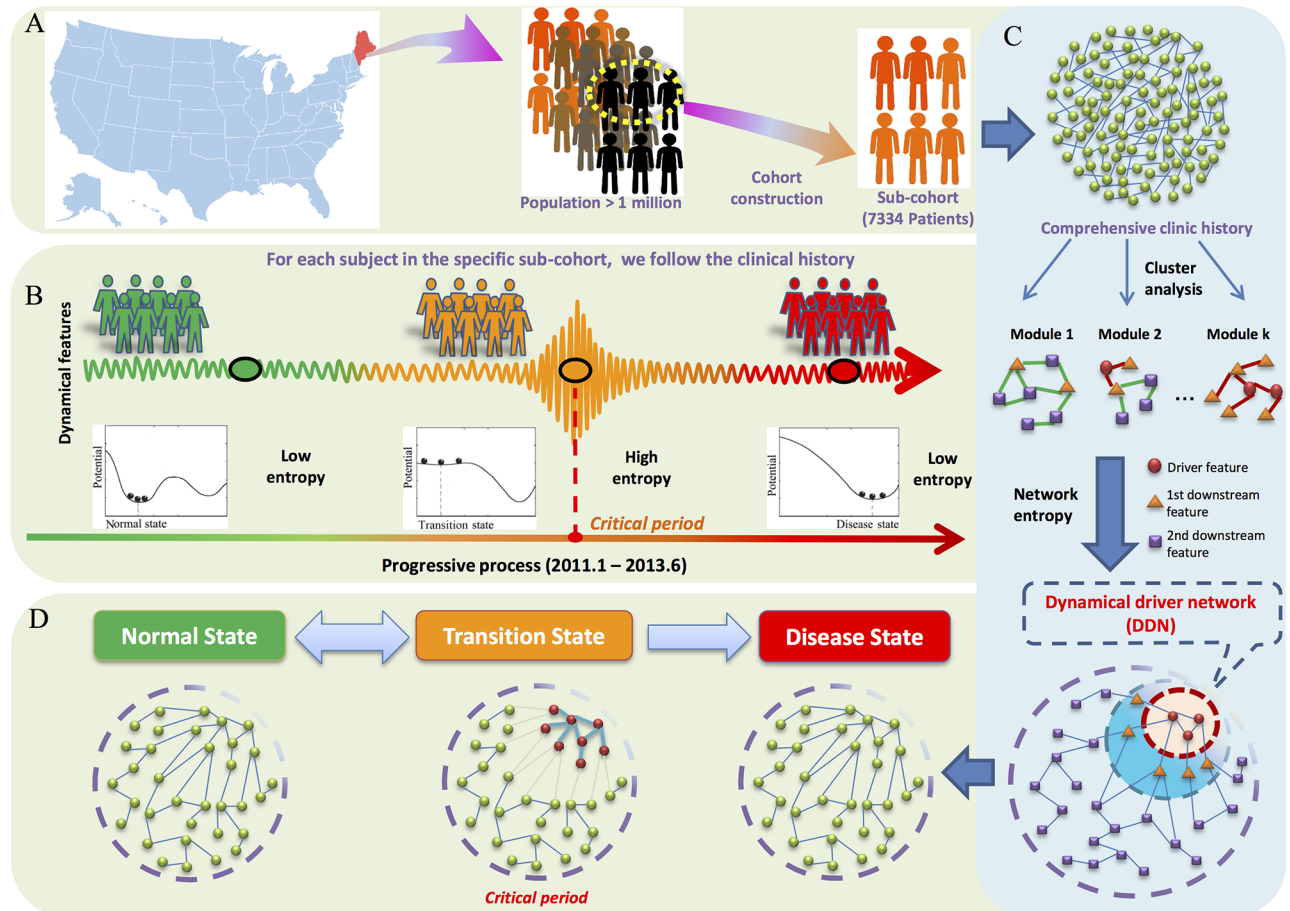 A
Population > 1 million
Cohort
construction
Sub-cohort
(7334 Patients)
B
For each subject in the specific sub-cohort, we follow the clinical history
Dynamical features
Potential
Normal state
Low
entropy
Potential
Transition state
High
entropy
Critical period
Potential
Disease state
Low
entropy
Progressive process (2011.1 – 2013.6)
C
Comprehensive clinic history
Cluster
analysis
Module 1
Module 2
Module k
...
Network
entropy
Driver feature
1st downstream
feature
2nd downstream
feature
Dynamical driver network
(DDN)
D
Normal State
Transition State
Disease State
Critical period